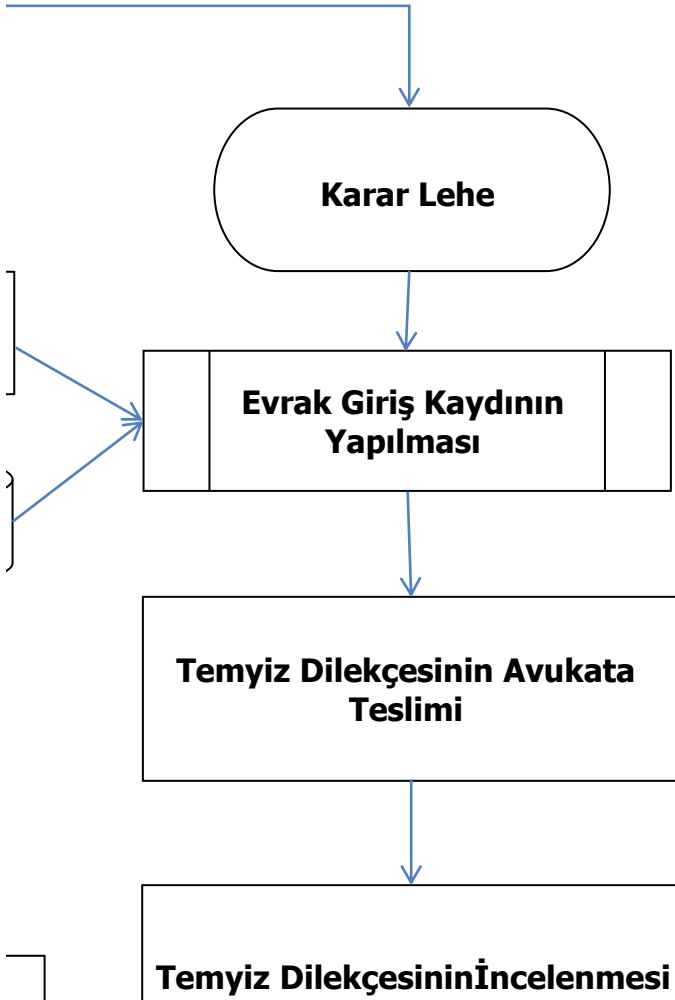 Karar Lehe
Evrak Giriş Kaydının
Yapılması
Temyiz Dilekçesinin Avukata
Teslimi
Temyiz Dilekçesininİncelenmesi